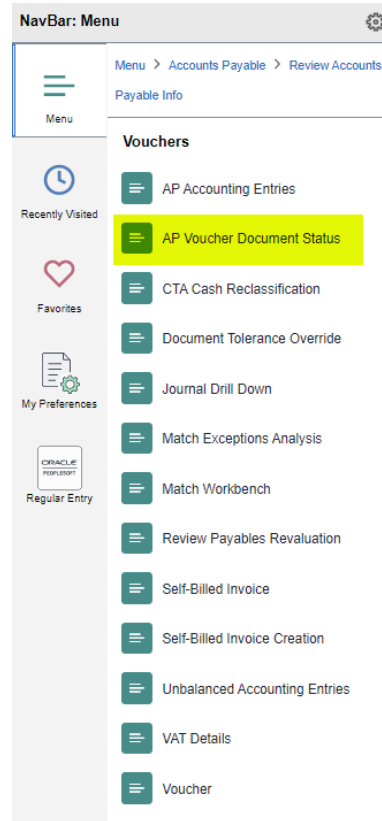 NavBar: Menu
Menu
Recently Visited
Favorites
My Preferences
ORACLE
PEOPLESOFT
Regular Entry
Menu > Accounts Payable > Review Accounts
Payable Info
Vouchers
AP Accounting Entries
AP Voucher Document Status
CTA Cash Reclassification
Document Tolerance Override
Journal Drill Down
Match Exceptions Analysis
Match Workbench
Review Payables Revaluation
Self-Billed Invoice
Self-Billed Invoice Creation
Unbalanced Accounting Entries
VAT Details
Voucher